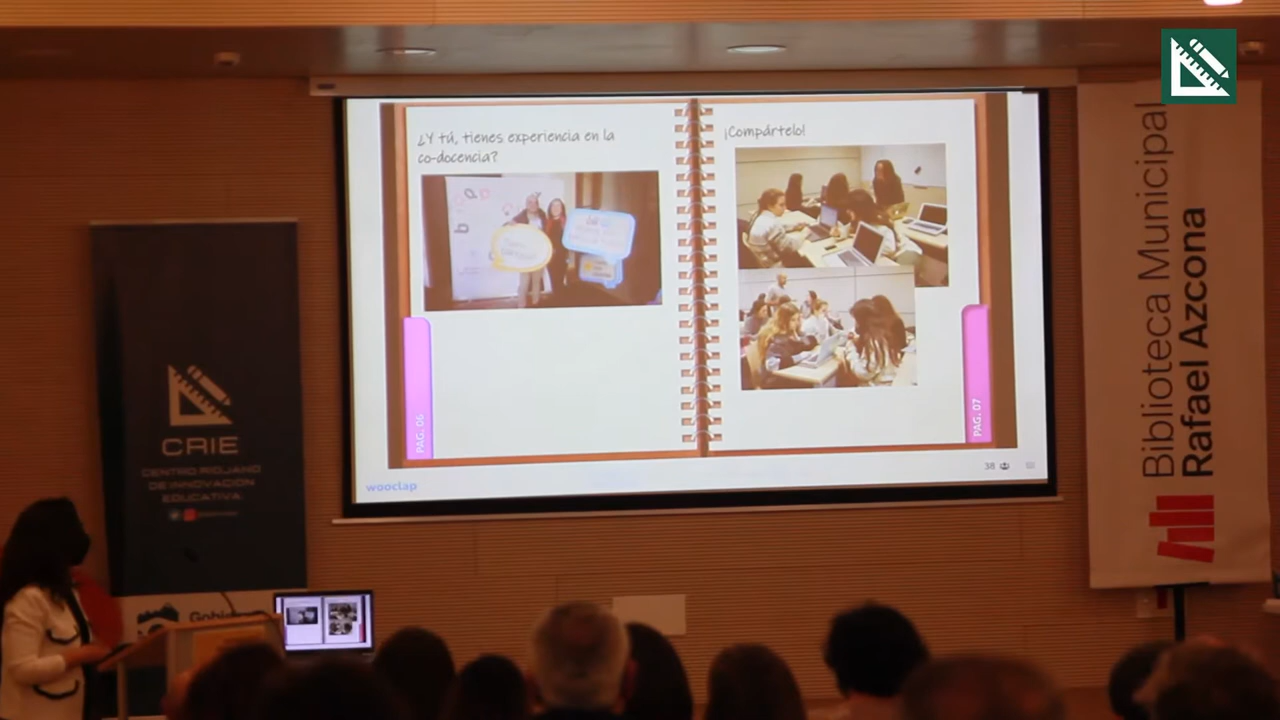 ¿Y tú, tienes experiencia en la
co-docencia?
¡Compártelo!
PAG. 06
PAG. 07
38
wooclap
CRIE
CENTRO RIOJANO
DE INNOVACIÓN
EDUCATIVA
Biblioteca Municipal
Rafael Azcona